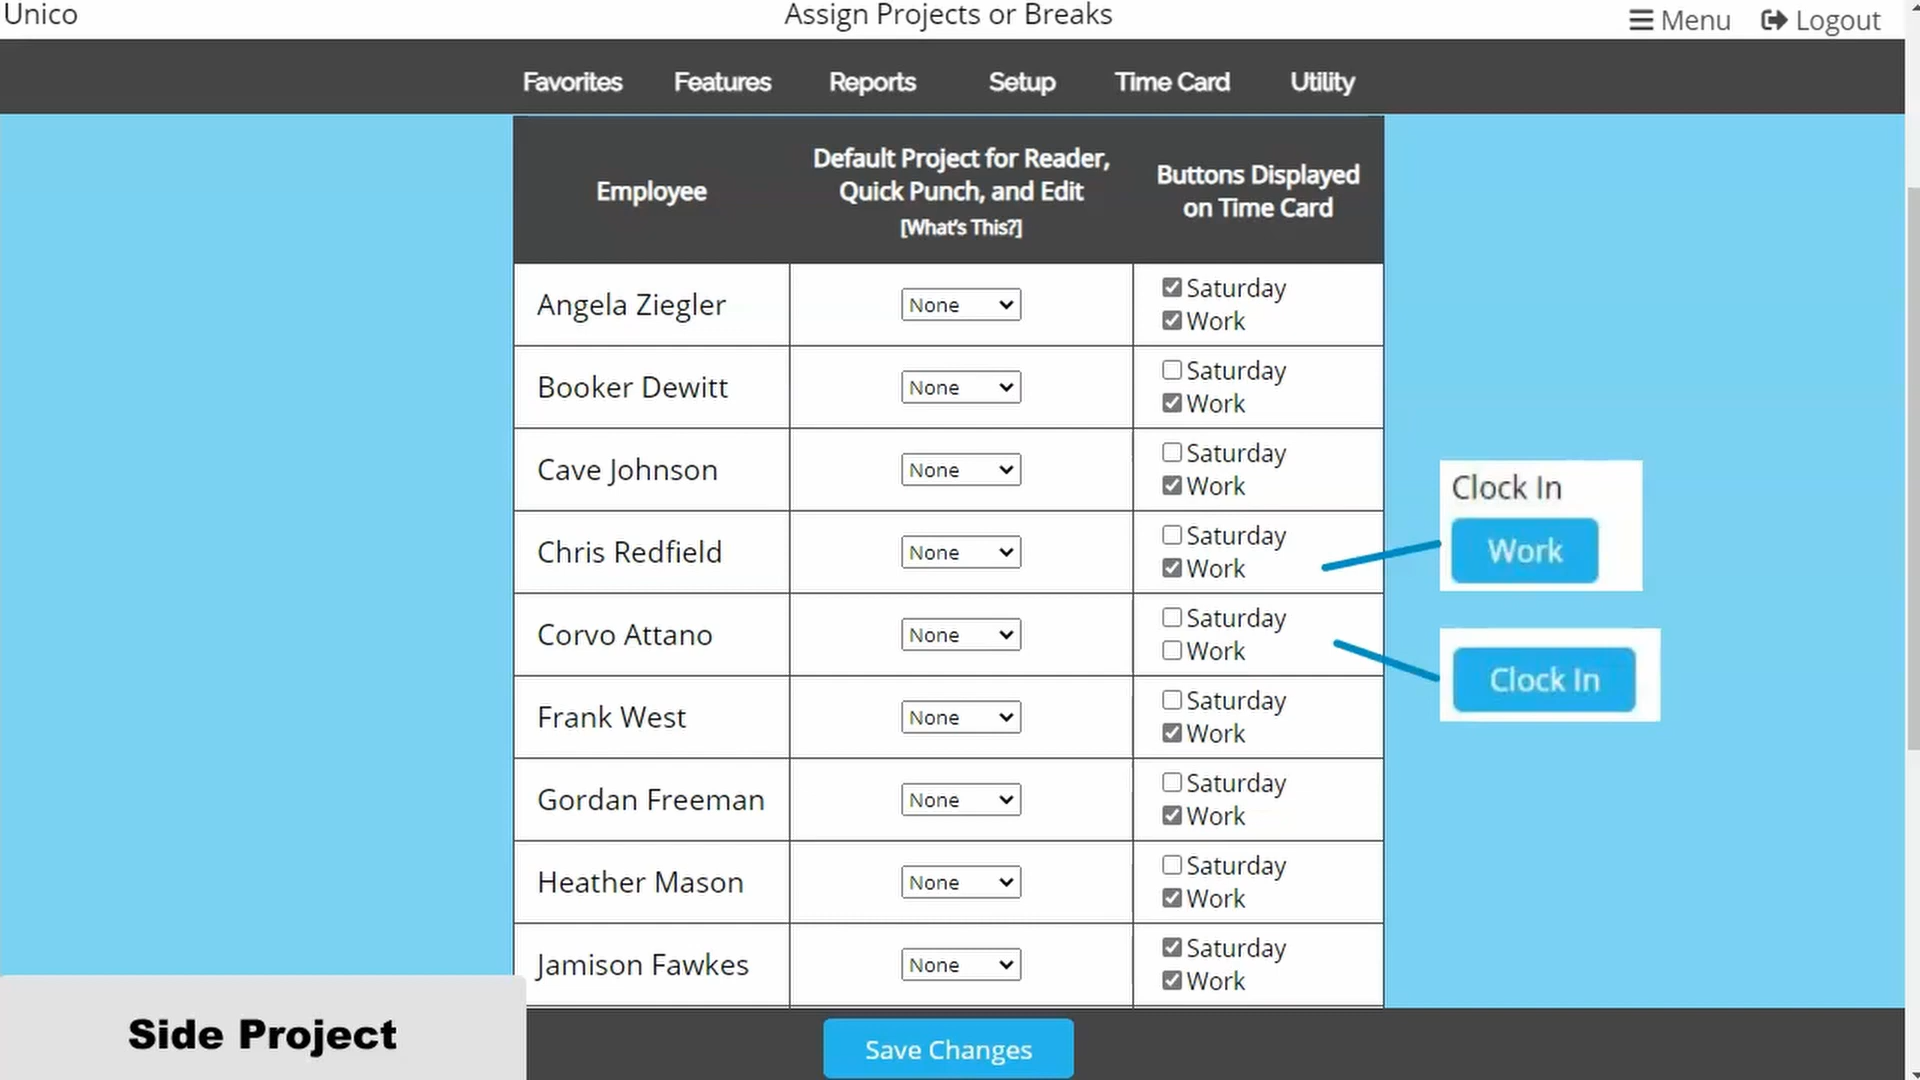 Unico
Assign Projects or Breaks
Menu
Logout
Favorites
Features
Reports
Setup
Time Card
Utility
Employee
Default Project for Reader,
Quick Punch, and Edit
[What's This?]
Buttons Displayed
on Time Card
Angela Ziegler
None
Saturday
Work
Booker Dewitt
None
Saturday
Work
Cave Johnson
None
Saturday
Work
Chris Redfield
None
Saturday
Work
Corvo Attano
None
Saturday
Work
Frank West
None
Saturday
Work
Gordan Freeman
None
Saturday
Work
Heather Mason
None
Saturday
Work
Jamison Fawkes
None
Saturday
Work
Clock In
Work
Clock In
Side Project
Save Changes